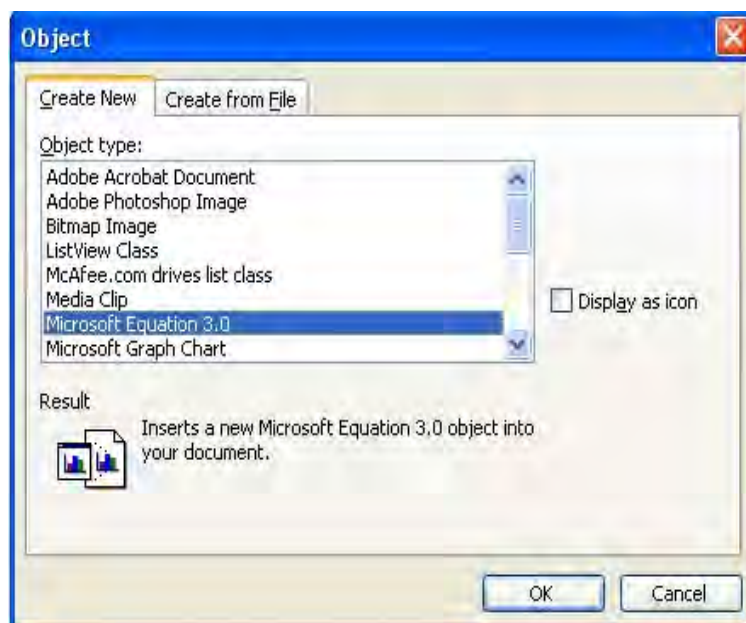 Object
Create New
Create from File
Object type:
Adobe Acrobat Document
Adobe Photoshop Image
Bitmap Image
ListView Class
McAfee.com drives list class
Media Clip
Microsoft Equation 3.0
Microsoft Graph Chart
Display as icon
Result
Inserts a new Microsoft Equation 3.0 object into
your document.
OK
Cancel